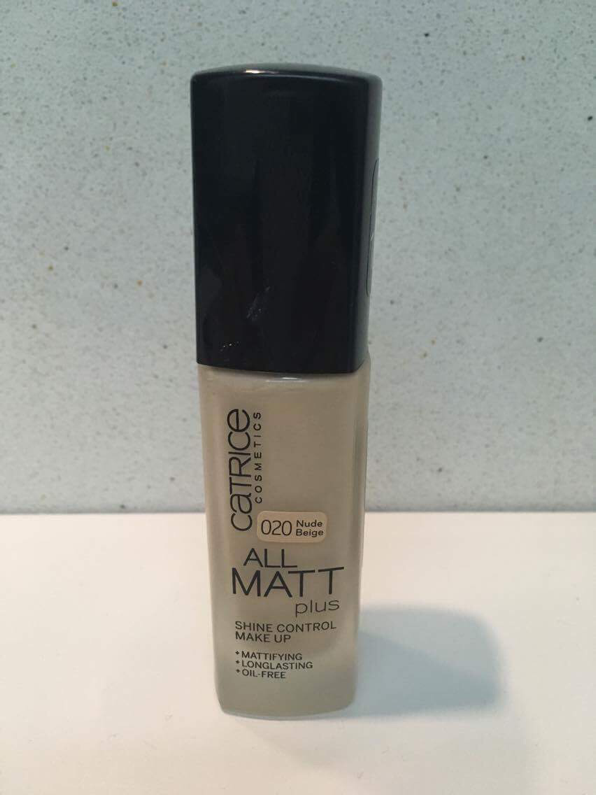 CATRICE
COSMETICS
020 Nude
Beige
ALL
MATT
plus
SHINE CONTROL
MAKE UP
• MATTIFYING
• LONGLASTING
• OIL-FREE